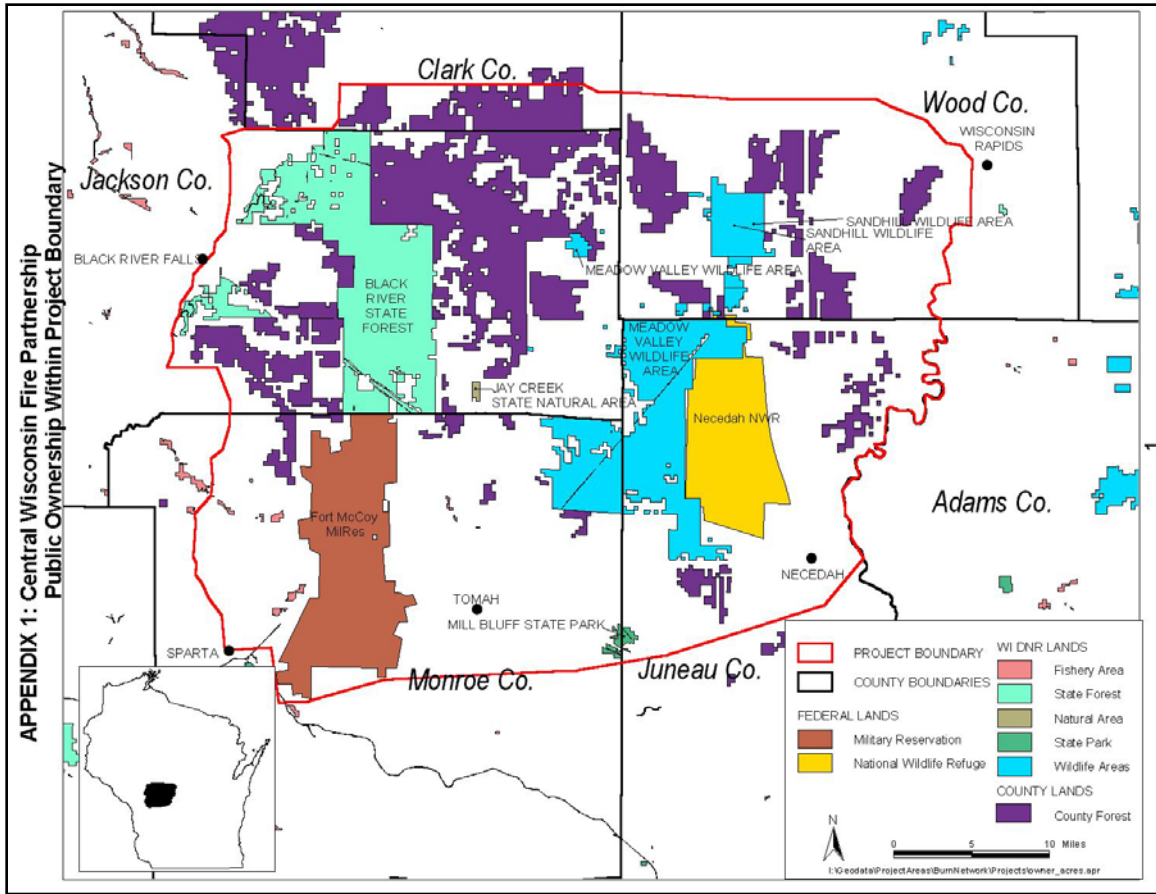 APPENDIX 1: Central Wisconsin Fire Partnership
Public Ownership Within Project Boundary
Clark Co.
Wood Co.
WISCONSIN
RAPIDS
Jackson Co.
SANDHILL WILDLIFE AREA
SANDHILL WILDLIFE
AREA
BLACK RIVER FALLS
MEADOW VALLEY WILDLIFE AREA
BLACK
RIVER
STATE
FOREST
MEADOW
VALLEY
WILDLIFE
AREA
JAY CREEK
STATE NATURAL AREA
Necedah NWR
1
Adams Co.
Fort McCoy
MilRes
NECEDAH
TOMAH
MILL BLUFF STATE PARK
SPARTA
Juneau Co.
Monroe Co.
PROJECT BOUNDARY
COUNTY BOUNDARIES
FEDERAL LANDS
Military Reservation
National Wildlife Refuge
WI DNR LANDS
Fishery Area
State Forest
Natural Area
State Park
Wildlife Areas
COUNTY LANDS
County Forest
N
0 5 10 Miles
I:\Geodata\ProjectAreas\BurnNetwork\Projects\owner_acres.apr